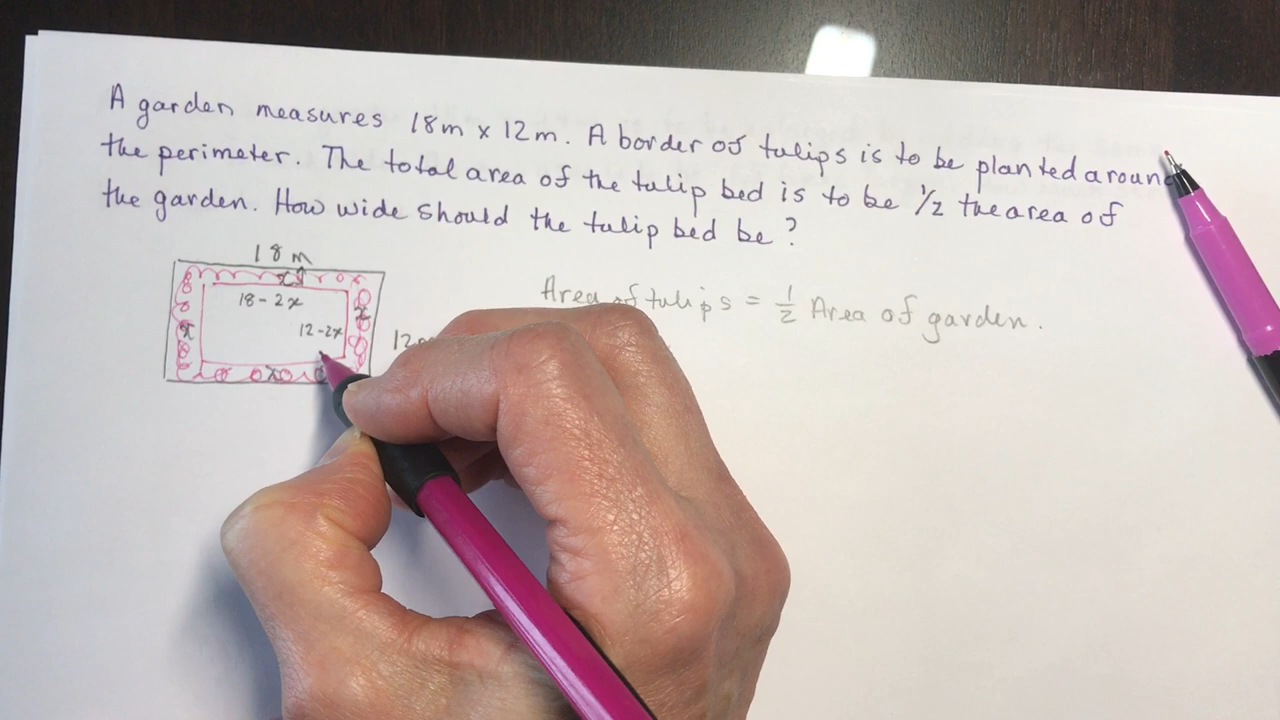 A garden measures 18m x 12m. A border of tulips is to be planted around
the perimeter. The total area of the tulip bed is to be 1/2 the area of
the garden. How wide should the tulip bed be?
18 m
x
18 - 2x
12 - 2x
x
x
x
Area of tulips = 1/2 Area of garden.